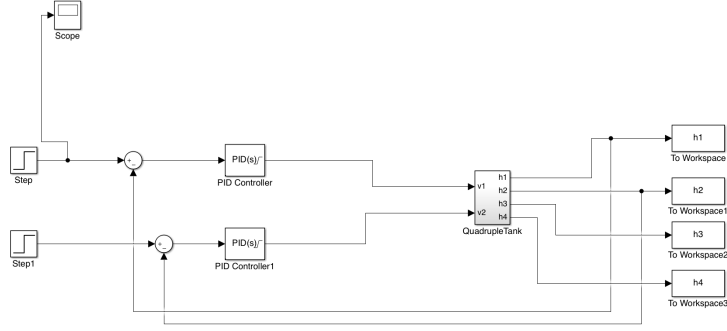 Scope
h1
To Workspace
PID(s)
PID Controller
Step
h1
v1
h2
h2
To Workspace1
h3
v2
h4
QuadrupleTank
PID(s)
PID Controller1
Step1
h3
To Workspace2
h4
To Workspace3